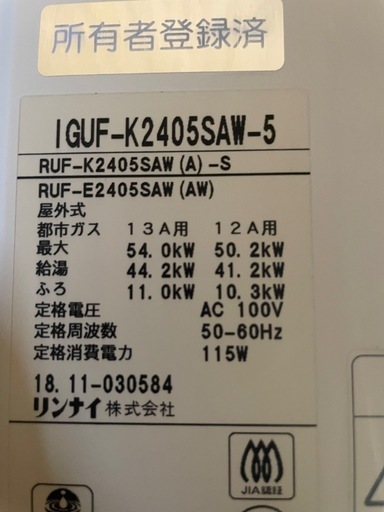 所有者登録済
IGUF-K2405SAW-5
RUF-K2405SAW(A)-S
RUF-E2405SAW(AW)
屋外式
都市ガス 13A用 12A用
最大 54.0kW 50.2kW
給湯 44.2kW 41.2kW
ふろ 11.0kW 10.3kW
定格電圧 AC 100V
定格周波数 50-60Hz
定格消費電力 115W
18.11-030584
リンナイ株式会社
JIA認証